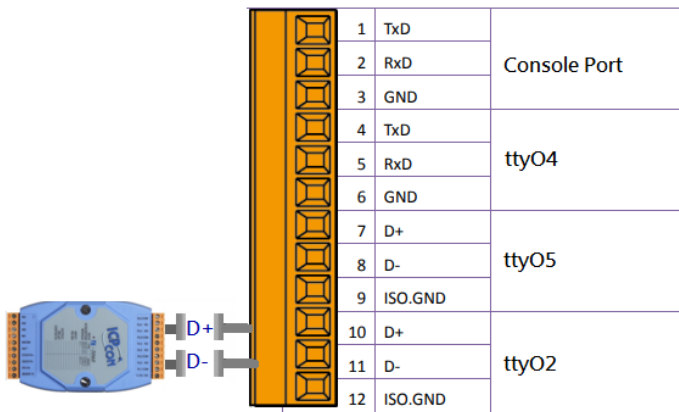 1 TxD
2 RxD Console Port
3 GND
4 TxD
5 RxD ttyO4
6 GND
7 D+
8 D- ttyO5
9 ISO.GND
D+ 10 D+
D- 11 D- ttyO2
12 ISO.GND
ICP
CON